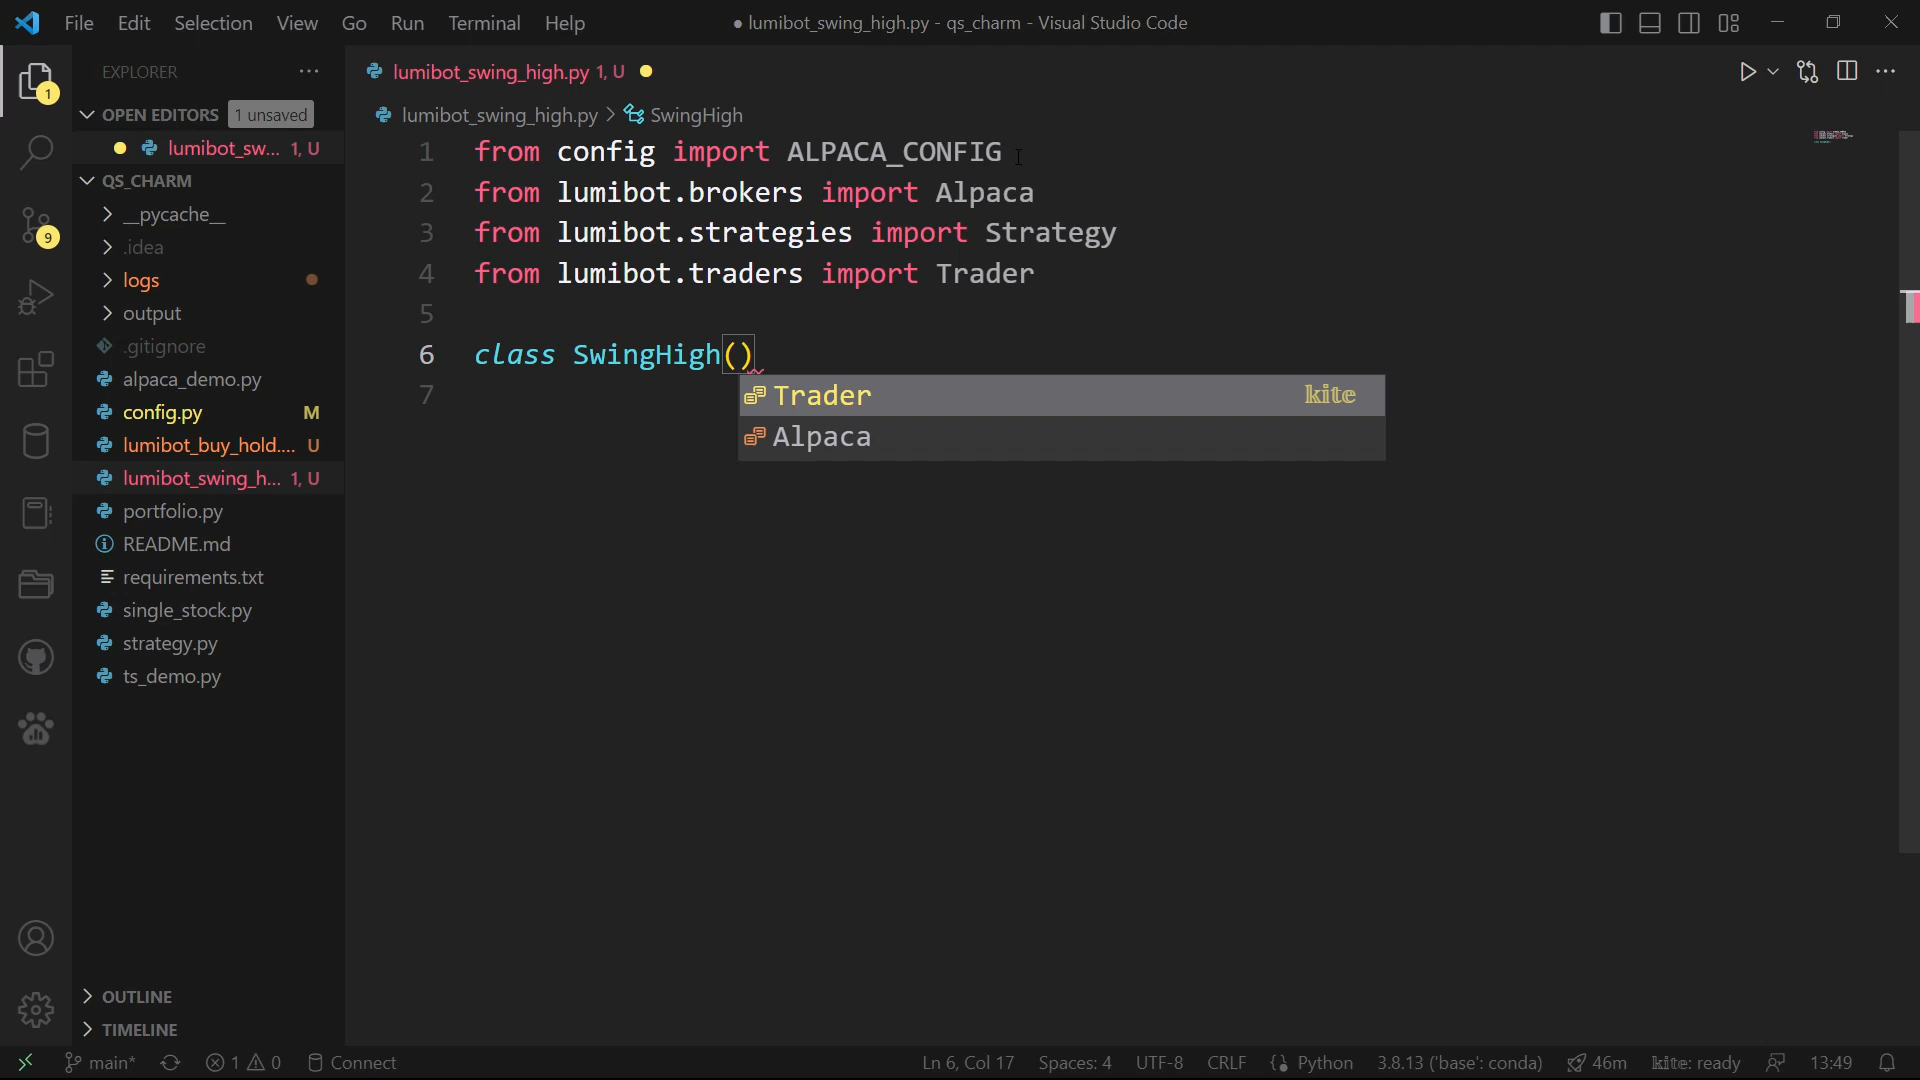 File Edit Selection View Go Run Terminal Help
● lumibot_swing_high.py - qs_charm - Visual Studio Code
EXPLORER
1
OPEN EDITORS 1 unsaved
lumibot_sw... 1, U
QS_CHARM
__pycache__
.idea
9
logs
output
.gitignore
alpaca_demo.py
config.py M
lumibot_buy_hold.... U
lumibot_swing_h... 1, U
portfolio.py
README.md
requirements.txt
single_stock.py
strategy.py
ts_demo.py
OUTLINE
TIMELINE
lumibot_swing_high.py 1, U
lumibot_swing_high.py > SwingHigh
1 from config import ALPACA_CONFIG
2 from lumibot.brokers import Alpaca
3 from lumibot.strategies import Strategy
4 from lumibot.traders import Trader
5
6 class SwingHigh()
7
Trader kite
Alpaca
main* 1 0 Connect
Ln 6, Col 17 Spaces: 4 UTF-8 CRLF Python 3.8.13 ('base': conda) 46m kite: ready 13:49